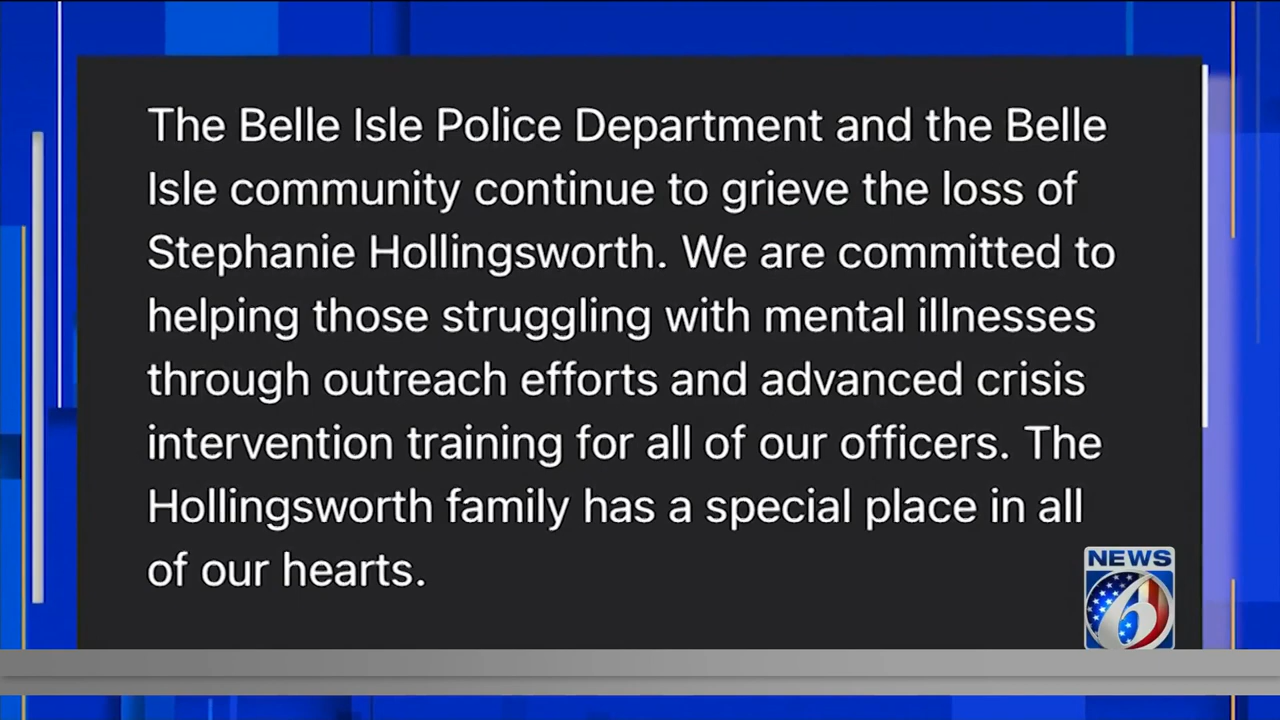 The Belle Isle Police Department and the Belle
Isle community continue to grieve the loss of
Stephanie Hollingsworth. We are committed to
helping those struggling with mental illnesses
through outreach efforts and advanced crisis
intervention training for all of our officers. The
Hollingsworth family has a special place in all
of our hearts.
NEWS
6